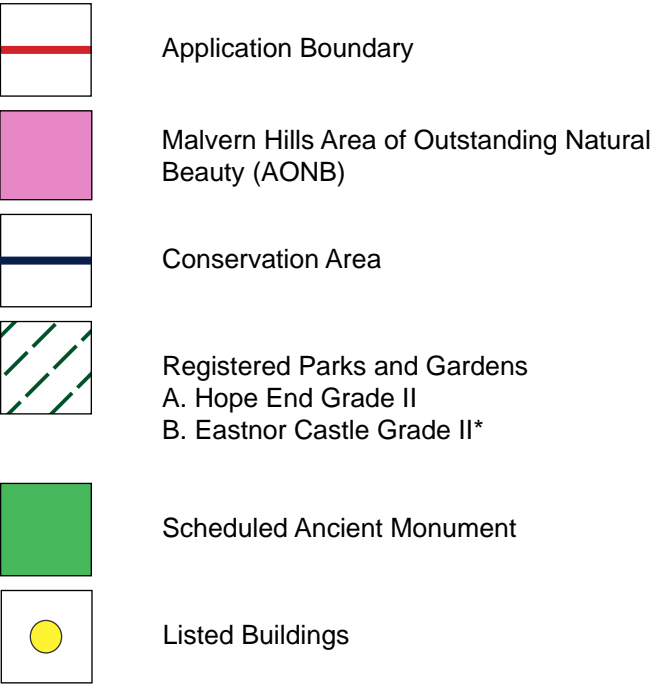 Application Boundary
Malvern Hills Area of Outstanding Natural
Beauty (AONB)
Conservation Area
Registered Parks and Gardens
A. Hope End Grade II
B. Eastnor Castle Grade II*
Scheduled Ancient Monument
Listed Buildings